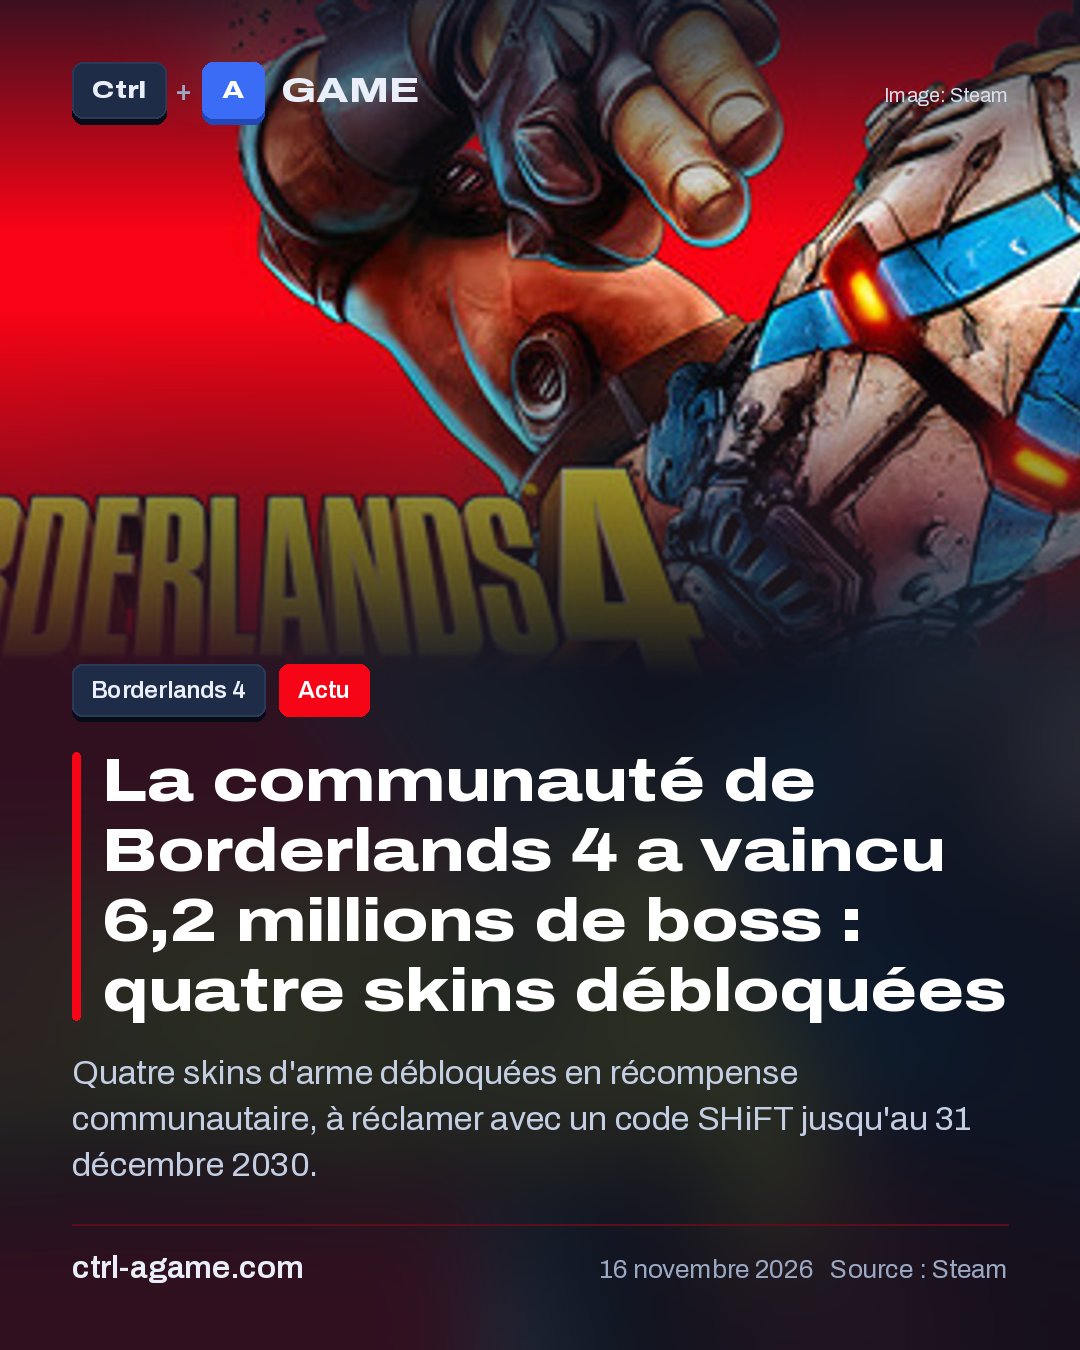 Ctrl + A GAME
Image: Steam
RDERLANDS 4
Borderlands 4 Actu
La communauté de
Borderlands 4 a vaincu
6,2 millions de boss :
quatre skins débloquées
Quatre skins d'arme débloquées en récompense
communautaire, à réclamer avec un code SHiFT jusqu'au 31
décembre 2030.
ctrl-agame.com
16 novembre 2026 Source : Steam